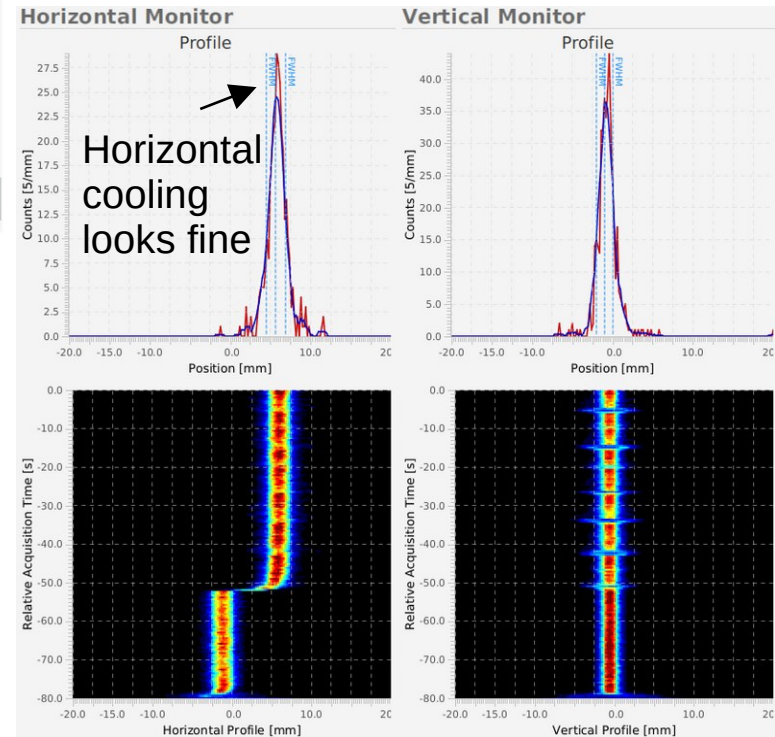 Horizontal Monitor
Vertical Monitor
Profile
Profile
27.5
25.0
22.5
20.0
17.5
15.0
12.5
10.0
7.5
5.0
2.5
0.0
Counts [5/mm]
FWHM
FWHM
Horizontal
cooling
looks fine
-20.0 -15.0 -10.0 0.0 10.0 20
Position [mm]
40.0
35.0
30.0
25.0
20.0
15.0
10.0
5.0
0.0
Counts [5/mm]
FWHM
FWHM
-20.0 -10.0 0.0 10.0 20
Position [mm]
0.0
-10.0
-20.0
-30.0
-40.0
-50.0
-60.0
-70.0
-80.0
Relative Acquisition Time [s]
-20.0 -15.0 -10.0 0.0 10.0 20
Horizontal Profile [mm]
0.0
-10.0
-20.0
-30.0
-40.0
-50.0
-60.0
-70.0
-80.0
Relative Acquisition Time [s]
-20.0 -15.0 -10.0 0.0 10.0 20
Vertical Profile [mm]